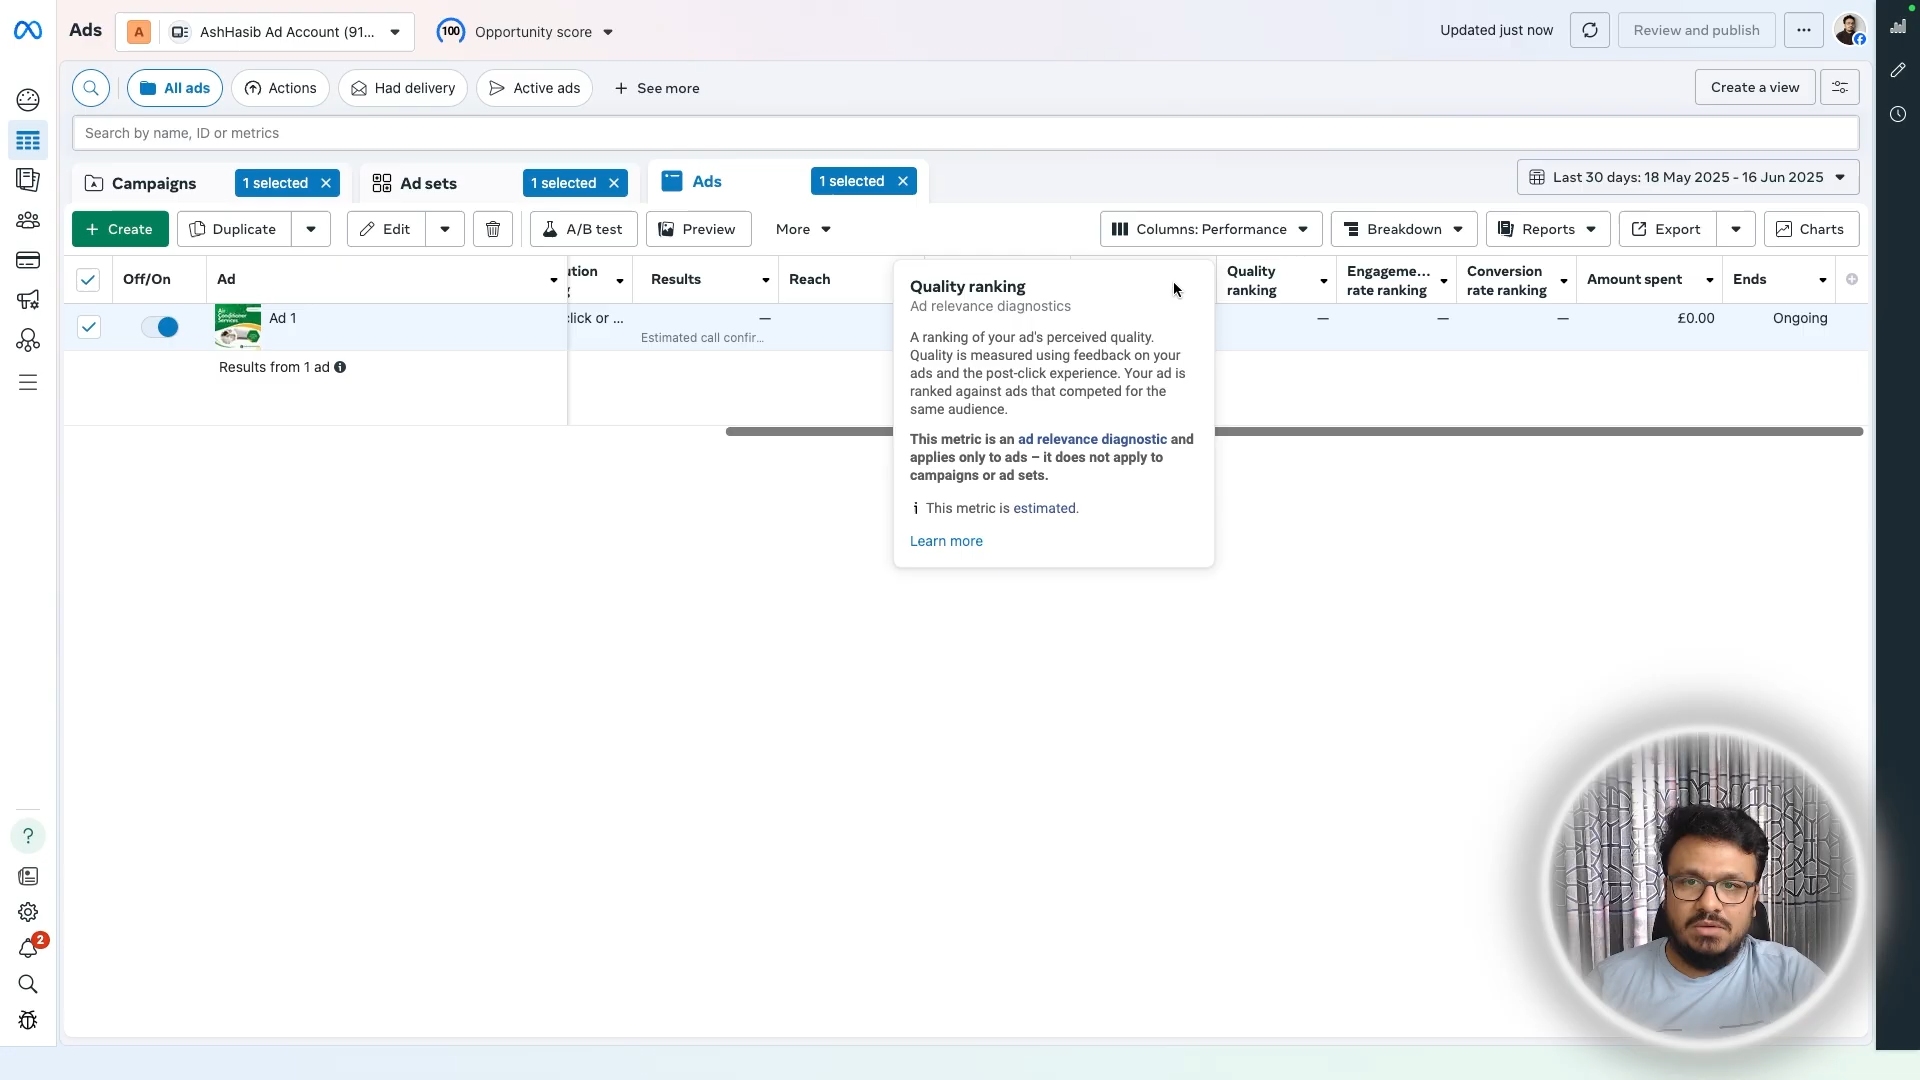 Ads
A
AshHasib Ad Account (91...
100
Opportunity score
Updated just now
Review and publish
All ads
Actions
Had delivery
Active ads
See more
Create a view
Search by name, ID or metrics
Campaigns
1 selected
Ad sets
1 selected
Ads
1 selected
Last 30 days: 18 May 2025 - 16 Jun 2025
Create
Duplicate
Edit
A/B test
Preview
More
Columns: Performance
Breakdown
Reports
Export
Charts
Off/On
Ad
ution
Results
Reach
Quality
ranking
Engageme...
rate ranking
Conversion
rate ranking
Amount spent
Ends
Air
Conditioner
Services
Ad 1
click or ...
—
Estimated call confir...
—
—
—
£0.00
Ongoing
Results from 1 ad
Quality ranking
Ad relevance diagnostics
A ranking of your ad's perceived quality.
Quality is measured using feedback on your
ads and the post-click experience. Your ad is
ranked against ads that competed for the
same audience.
This metric is an ad relevance diagnostic and
applies only to ads – it does not apply to
campaigns or ad sets.
This metric is estimated.
Learn more
?
2